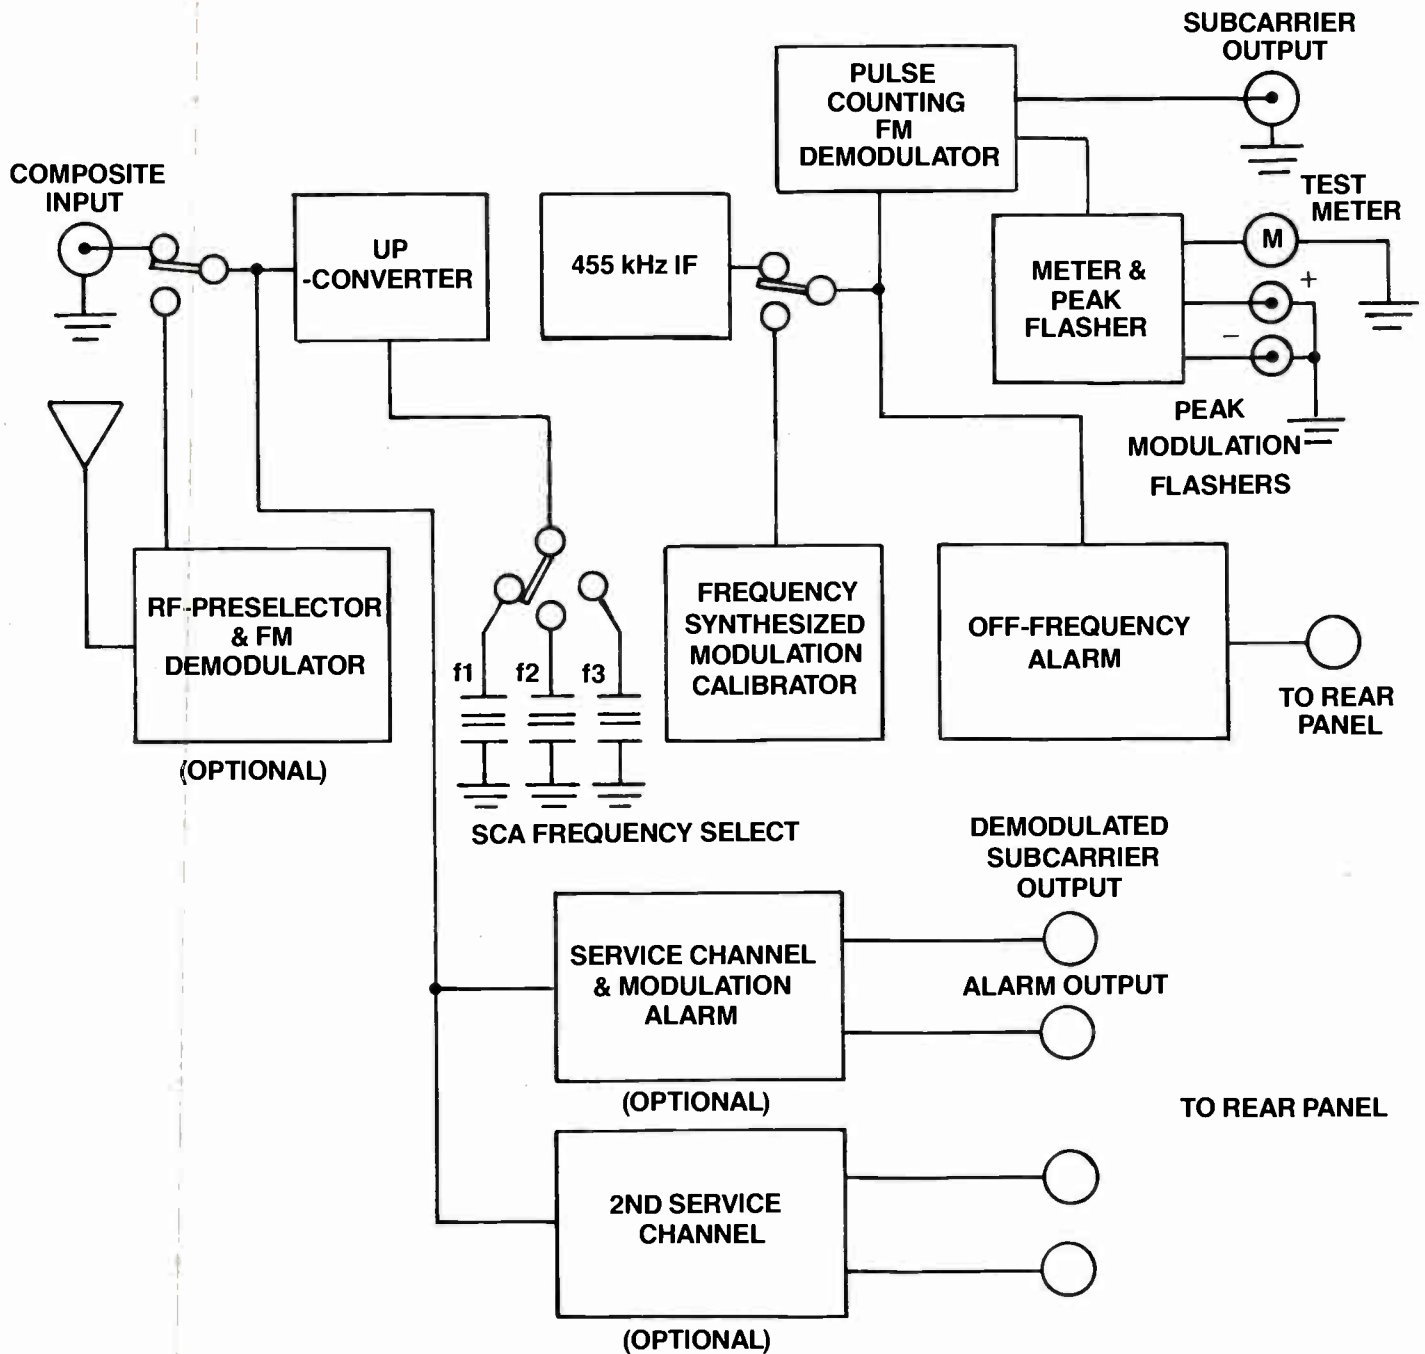 SUBCARRIER
OUTPUT
PULSE
COUNTING
FM
DEMODULATOR
COMPOSITE
INPUT
UP
-CONVERTER
455 kHz IF
TEST
METER
M
METER &
PEAK
FLASHER
+
−
PEAK
MODULATION
FLASHERS
RF-PRESELECTOR
& FM
DEMODULATOR
(OPTIONAL)
f1
f2
f3
SCA FREQUENCY SELECT
FREQUENCY
SYNTHESIZED
MODULATION
CALIBRATOR
OFF-FREQUENCY
ALARM
TO REAR
PANEL
DEMODULATED
SUBCARRIER
OUTPUT
SERVICE CHANNEL
& MODULATION
ALARM
ALARM OUTPUT
(OPTIONAL)
TO REAR PANEL
2ND SERVICE
CHANNEL
(OPTIONAL)